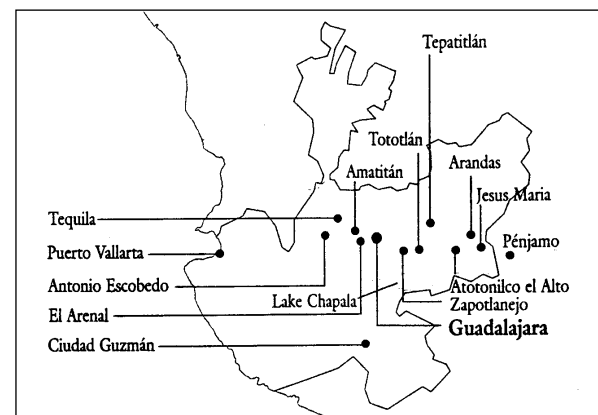 Tepatitlán
Tototlán
Arandas
Amatitán
Jesus Maria
Tequila
Pénjamo
Puerto Vallarta
Antonio Escobedo
Atotonilco el Alto
Lake Chapala
Zapotlanejo
El Arenal
Guadalajara
Ciudad Guzmán